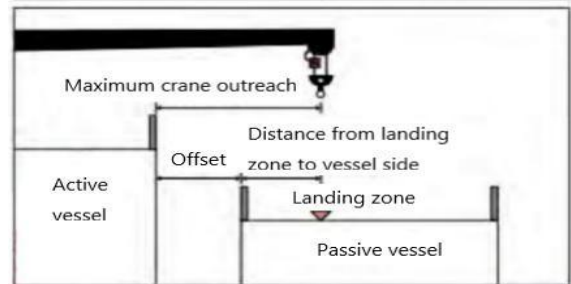 Maximum crane outreach
Distance from landing
Offset
zone to vessel side
Active
Landing zone
vessel
Passive vessel